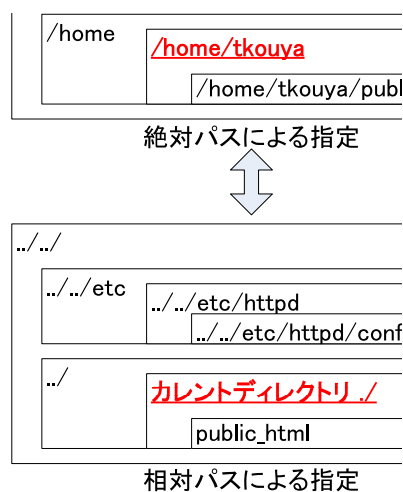 /home
/home/tkouya
/home/tkouya/publ
絶対パスによる指定
../../
../../etc
../../etc/httpd
../../etc/httpd/conf
../
カレントディレクトリ ./
public_html
相対パスによる指定